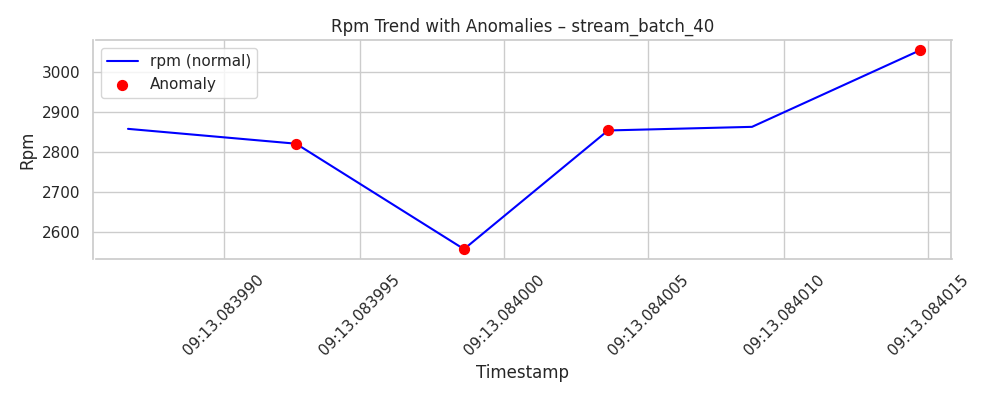 Rpm Trend with Anomalies – stream_batch_40
rpm (normal)
Anomaly
Rpm
3000
2900
2800
2700
2600
09:13.083990
09:13.083995
09:13.084000
09:13.084005
09:13.084010
09:13.084015
Timestamp